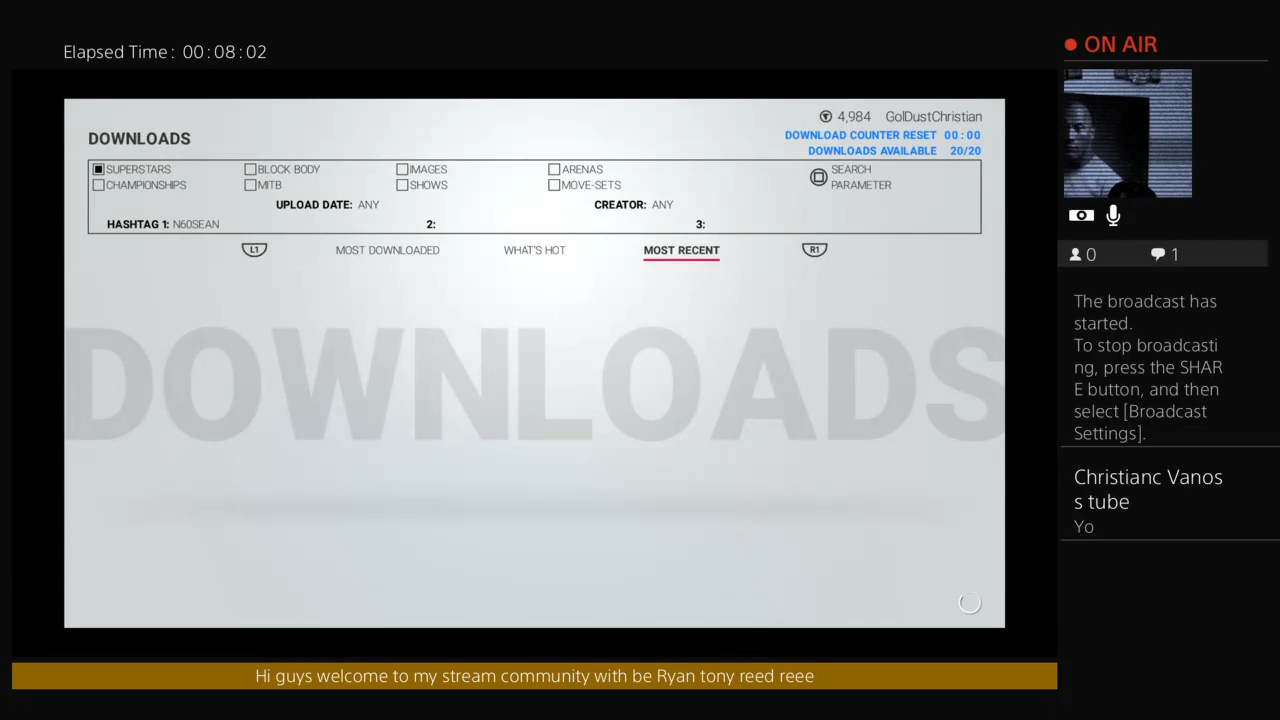 Elapsed Time: 00:08:02
ON AIR
4,984 GolDustChristian
DOWNLOADS
DOWNLOAD COUNTER RESET 00:00
DOWNLOADS AVAILABLE 20/20
SUPERSTARS BLOCK BODY IMAGES ARENAS SEARCH
CHAMPIONSHIPS MITB SHOWS MOVE-SETS PARAMETER
UPLOAD DATE: ANY CREATOR: ANY
HASHTAG 1: N60SEAN 2: 3:
L1 MOST DOWNLOADED WHAT'S HOT MOST RECENT R1
DOWNLOADS
0 1
The broadcast has
started.
To stop broadcasti
ng, press the SHAR
E button, and then
select [Broadcast
Settings].
Christianc Vanos
s tube
Yo
Hi guys welcome to my stream community with be Ryan tony reed reee